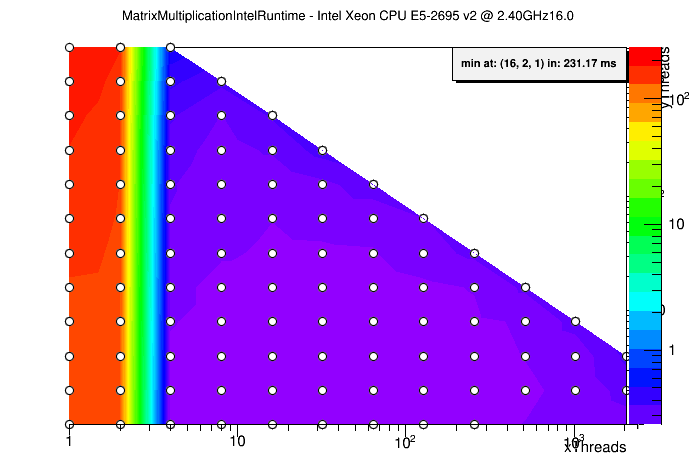 MatrixMultiplicationIntelRuntime - Intel Xeon CPU E5-2695 v2 @ 2.40GHz16.0
min at: (16, 2, 1) in: 231.17 ms
yThreads
10²
10
1
1
10
10²
10³
xThreads